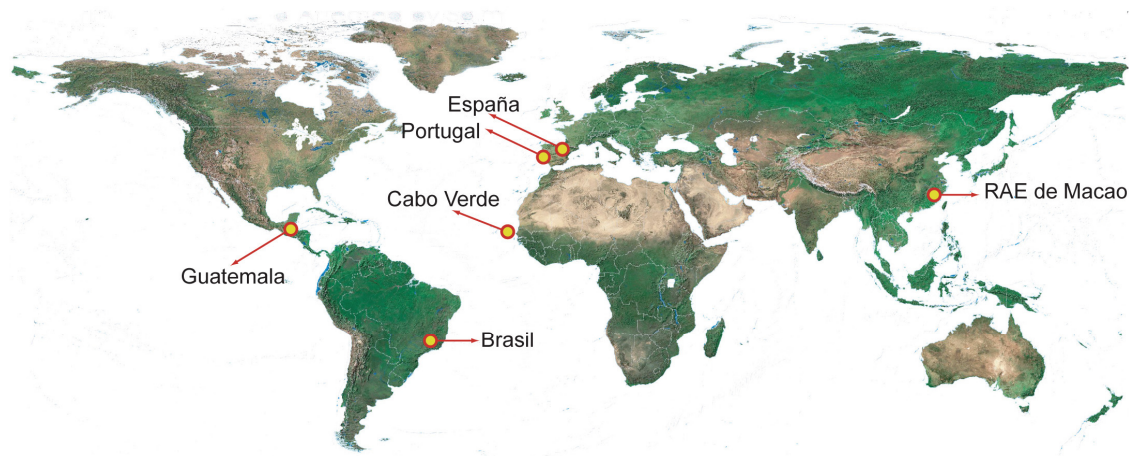 España
Portugal
Cabo Verde
RAE de Macao
Guatemala
Brasil